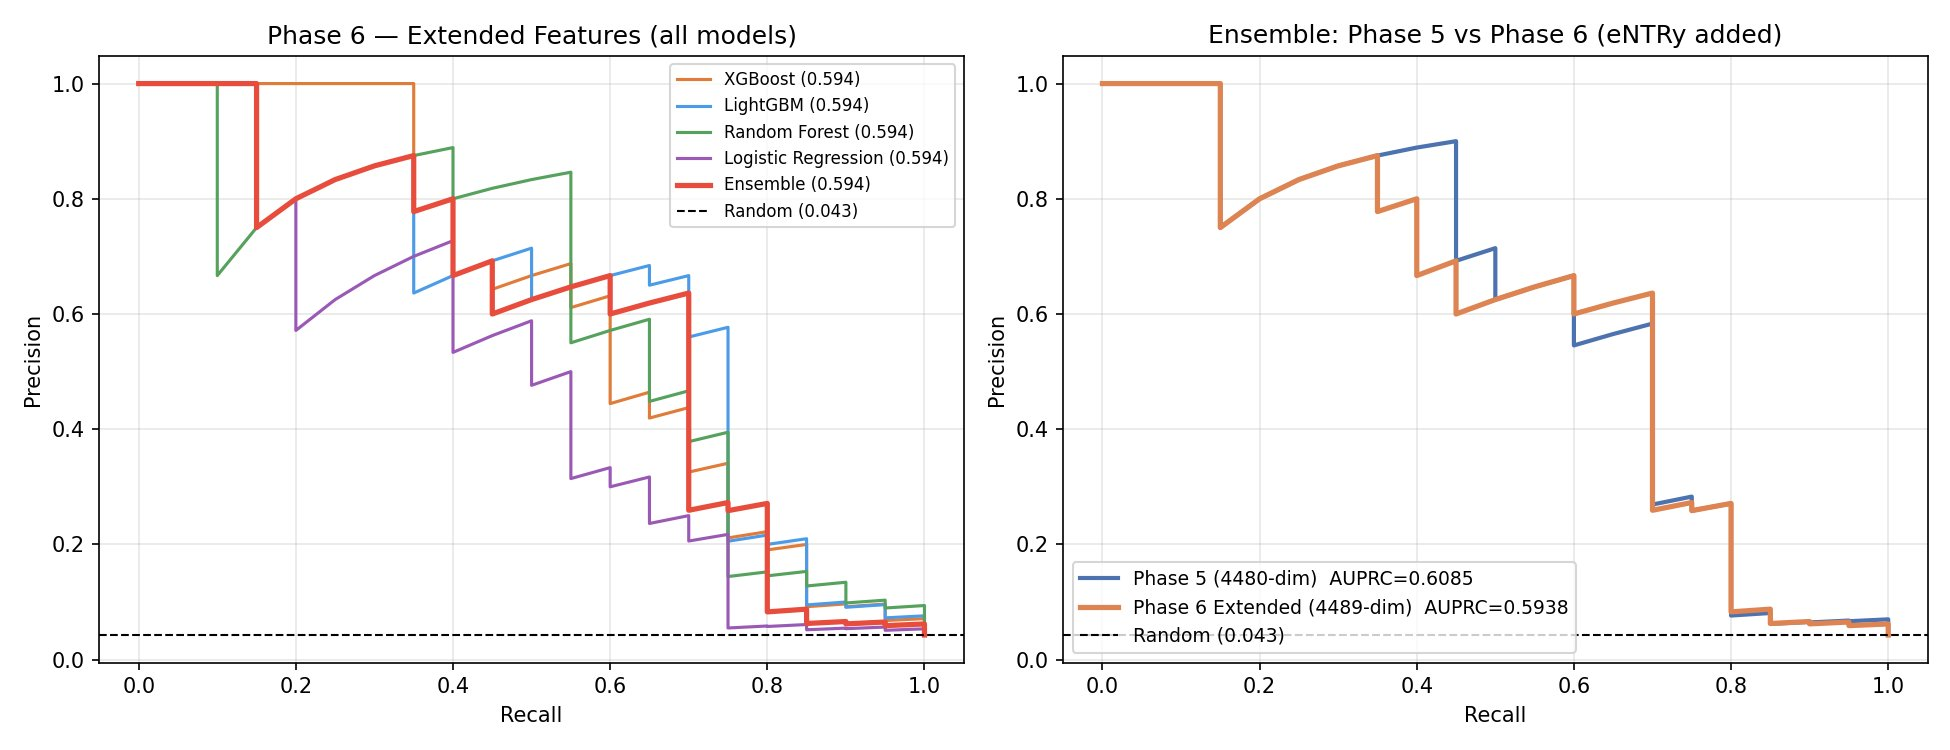 Phase 6 — Extended Features (all models)
Precision
1.0
0.8
0.6
0.4
0.2
0.0
XGBoost (0.594)
LightGBM (0.594)
Random Forest (0.594)
Logistic Regression (0.594)
Ensemble (0.594)
Random (0.043)
0.0 0.2 0.4 0.6 0.8 1.0
Recall
Ensemble: Phase 5 vs Phase 6 (eNTRy added)
Precision
1.0
0.8
0.6
0.4
0.2
0.0
Phase 5 (4480-dim)  AUPRC=0.6085
Phase 6 Extended (4489-dim)  AUPRC=0.5938
Random (0.043)
0.0 0.2 0.4 0.6 0.8 1.0
Recall